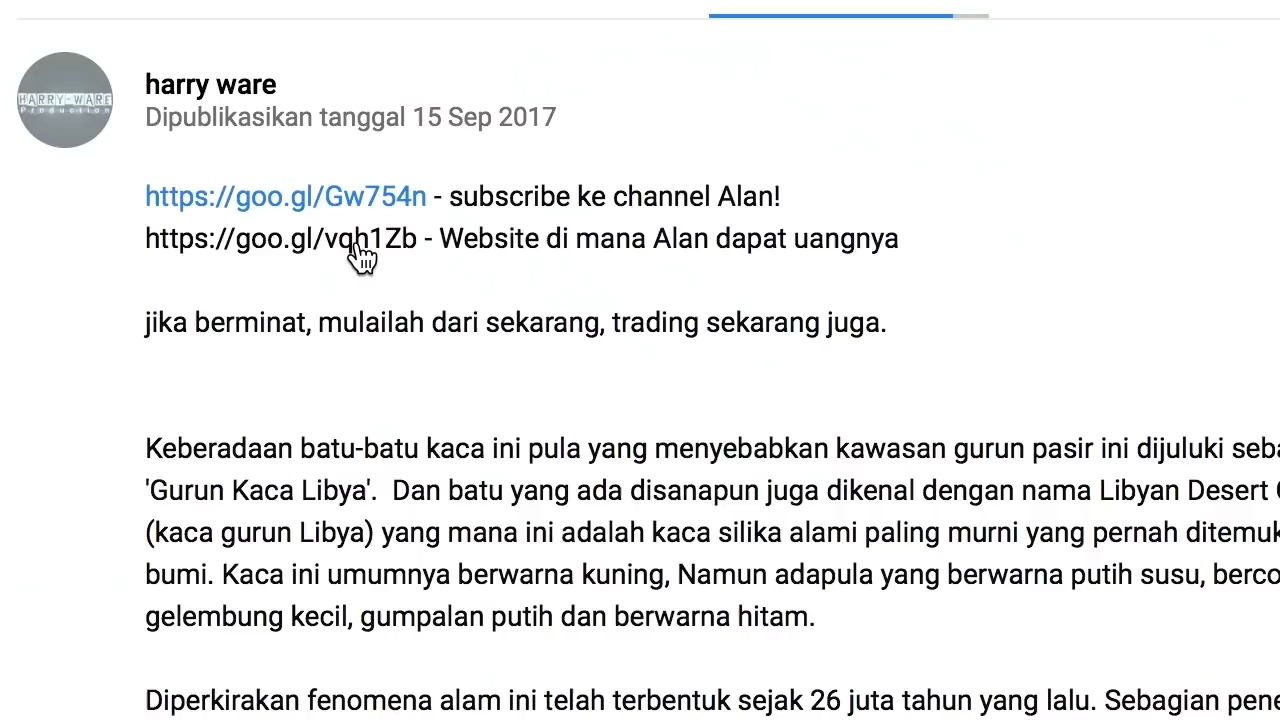 HARRY-WARE
Production
harry ware
Dipublikasikan tanggal 15 Sep 2017
https://goo.gl/Gw754n - subscribe ke channel Alan!
https://goo.gl/vqh1Zb - Website di mana Alan dapat uangnya
jika berminat, mulailah dari sekarang, trading sekarang juga.
Keberadaan batu-batu kaca ini pula yang menyebabkan kawasan gurun pasir ini dijuluki
'Gurun Kaca Libya'. Dan batu yang ada disanapun juga dikenal dengan nama Libyan Desert
(kaca gurun Libya) yang mana ini adalah kaca silika alami paling murni yang pernah
bumi. Kaca ini umumnya berwarna kuning, Namun adapula yang berwarna putih susu,
gelembung kecil, gumpalan putih dan berwarna hitam.
Diperkirakan fenomena alam ini telah terbentuk sejak 26 juta tahun yang lalu. Sebagian